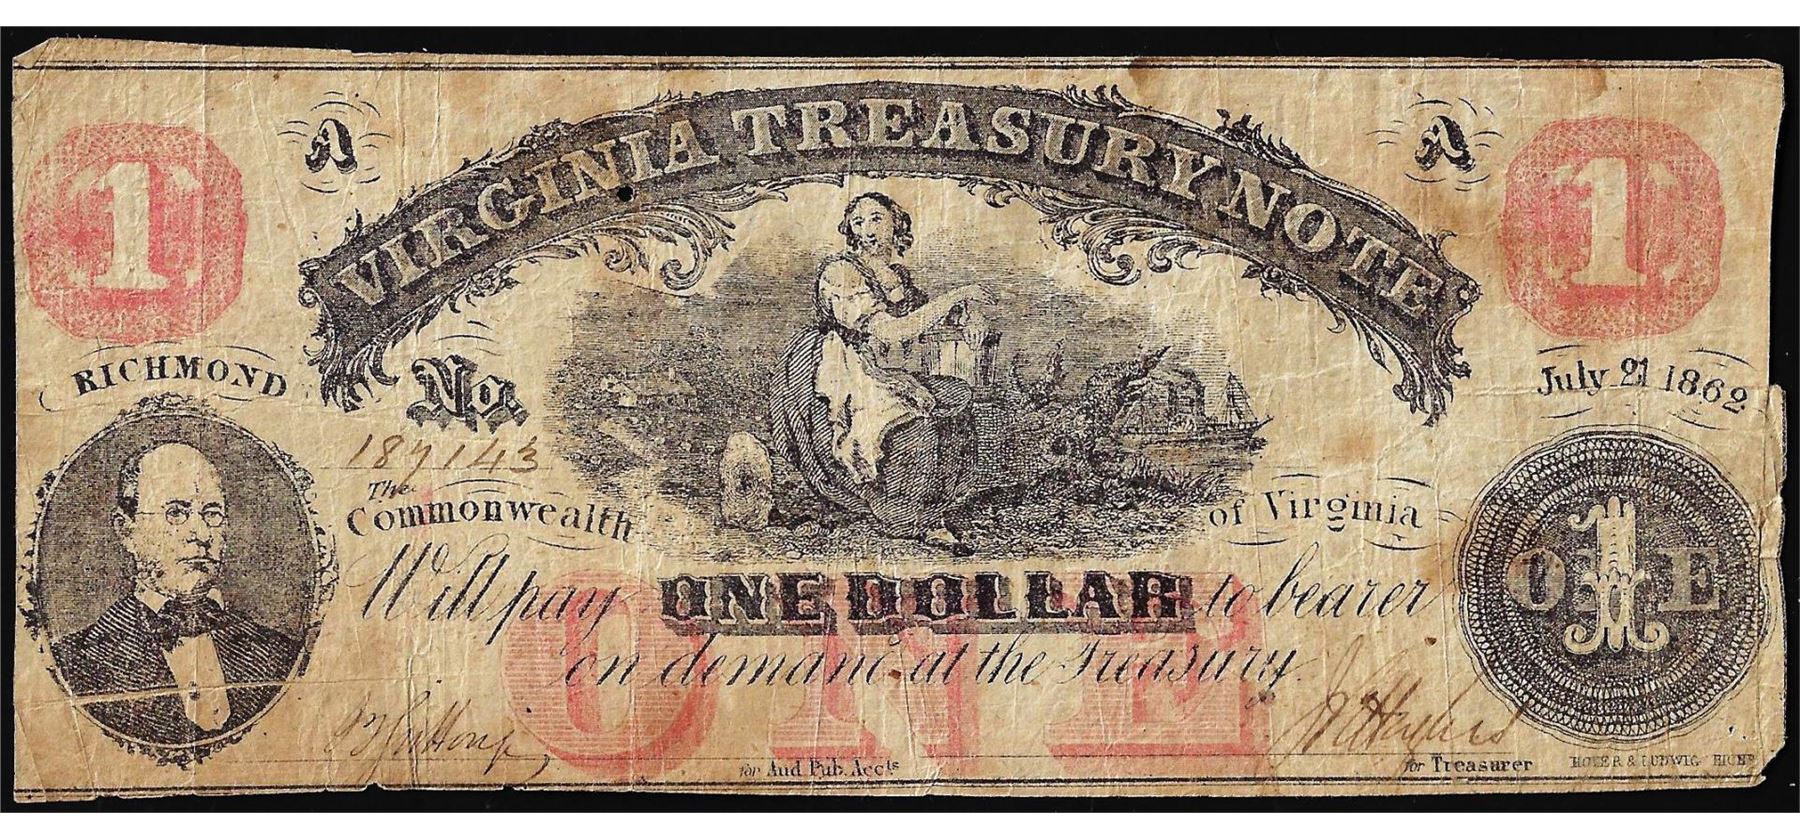 A A
VIRGINIA TREASURY NOTE
1 1
RICHMOND July 21 1862
No.
187143
The
Commonwealth of Virginia
Will pay ONE DOLLAR to bearer
on demand at the Treasury.
ONE
O 1 E
for Aud Pub. Accts for Treasurer HOYER & LUDWIG